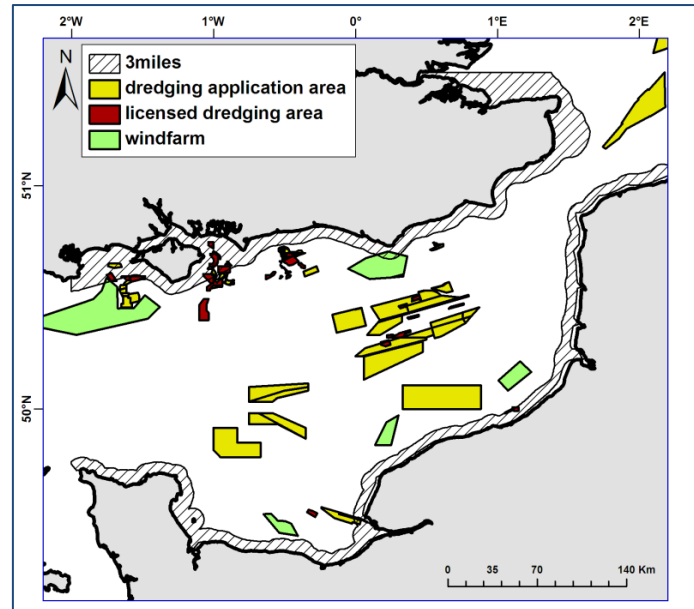 2°W 1°W 0° 1°E 2°E
N
3miles
dredging application area
licensed dredging area
windfarm
51°N
50°N
0 35 70 140 Km